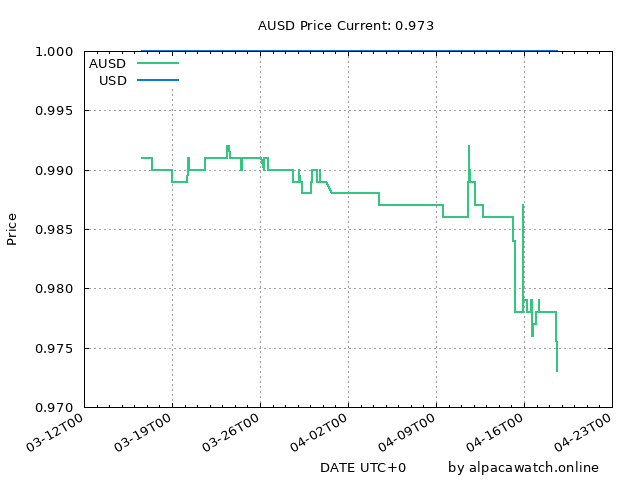 AUSD Price Current: 0.973
1.000
AUSD
USD
0.995
0.990
0.985
Price
0.980
0.975
0.970
03-12T00
03-19T00
03-26T00
04-02T00
04-09T00
04-16T00
04-23T00
DATE UTC+0
by alpacawatch.online